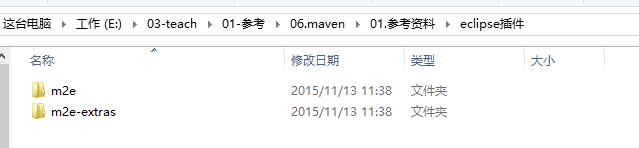 这台电脑 › 工作 (E:) › 03-teach › 01-参考 › 06.maven › 01.参考资料 › eclipse插件
名称 修改日期 类型 大小
m2e 2015/11/13 11:38 文件夹
m2e-extras 2015/11/13 11:38 文件夹